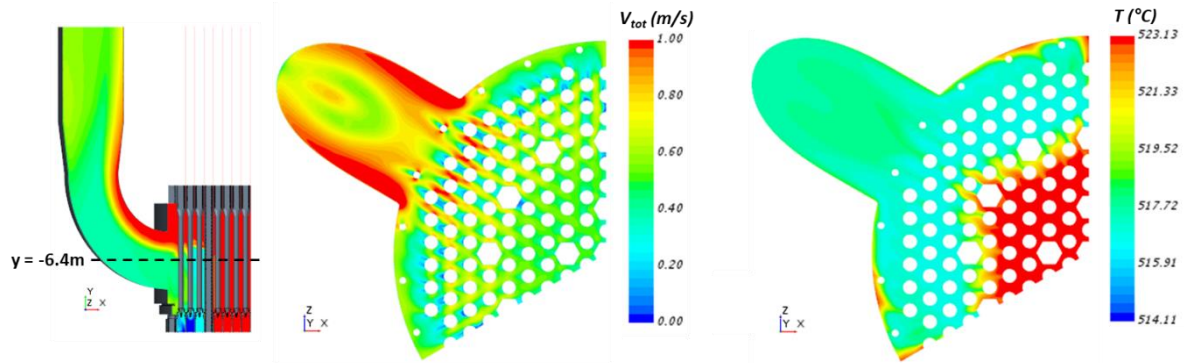 y = -6.4m
Y
Z X
V_tot (m/s)
1.00
0.80
0.60
0.40
0.20
0.00
Z
Y X
T (°C)
523.13
521.33
519.52
517.72
515.91
514.11
Z
Y X